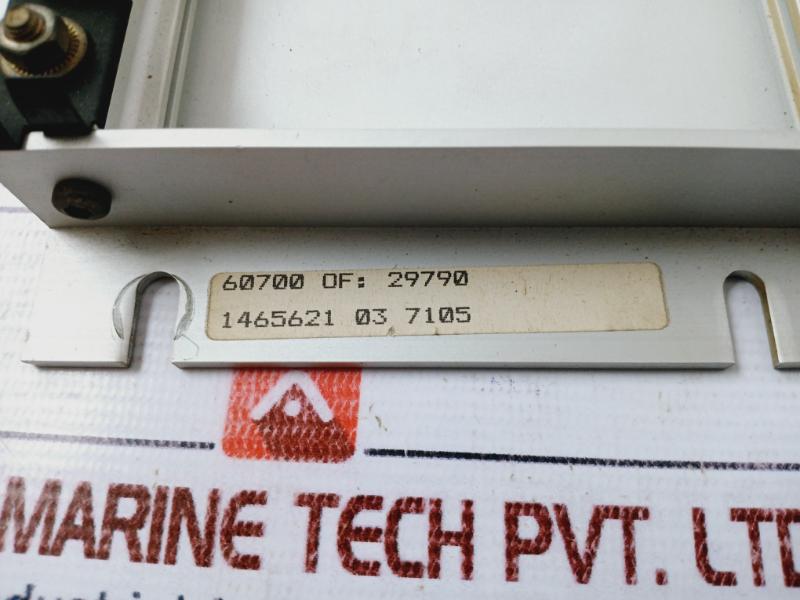 60700 OF: 29790
1465621 03 7105
MARINE TECH PVT. LTD